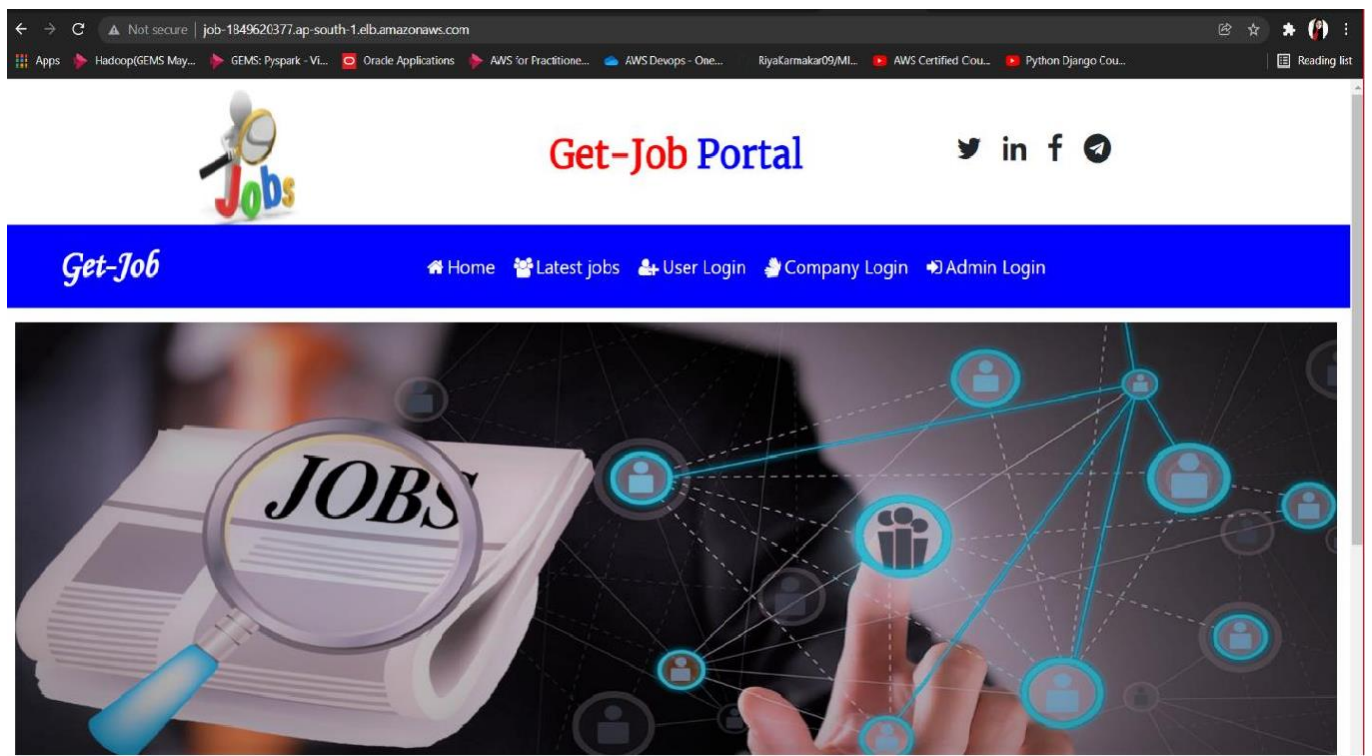 Not secure | job-1849620377.ap-south-1.elb.amazonaws.com
Apps Hadoop(GEMS May... GEMS: Pyspark - Vi... Oracle Applications AWS for Practitione... AWS Devops - One... RiyaKarmakar09/Ml... AWS Certified Cou... Python Django Cou... Reading list
Jobs
Get-Job Portal
in f
Get-Job
Home Latest jobs User Login Company Login Admin Login
JOBS